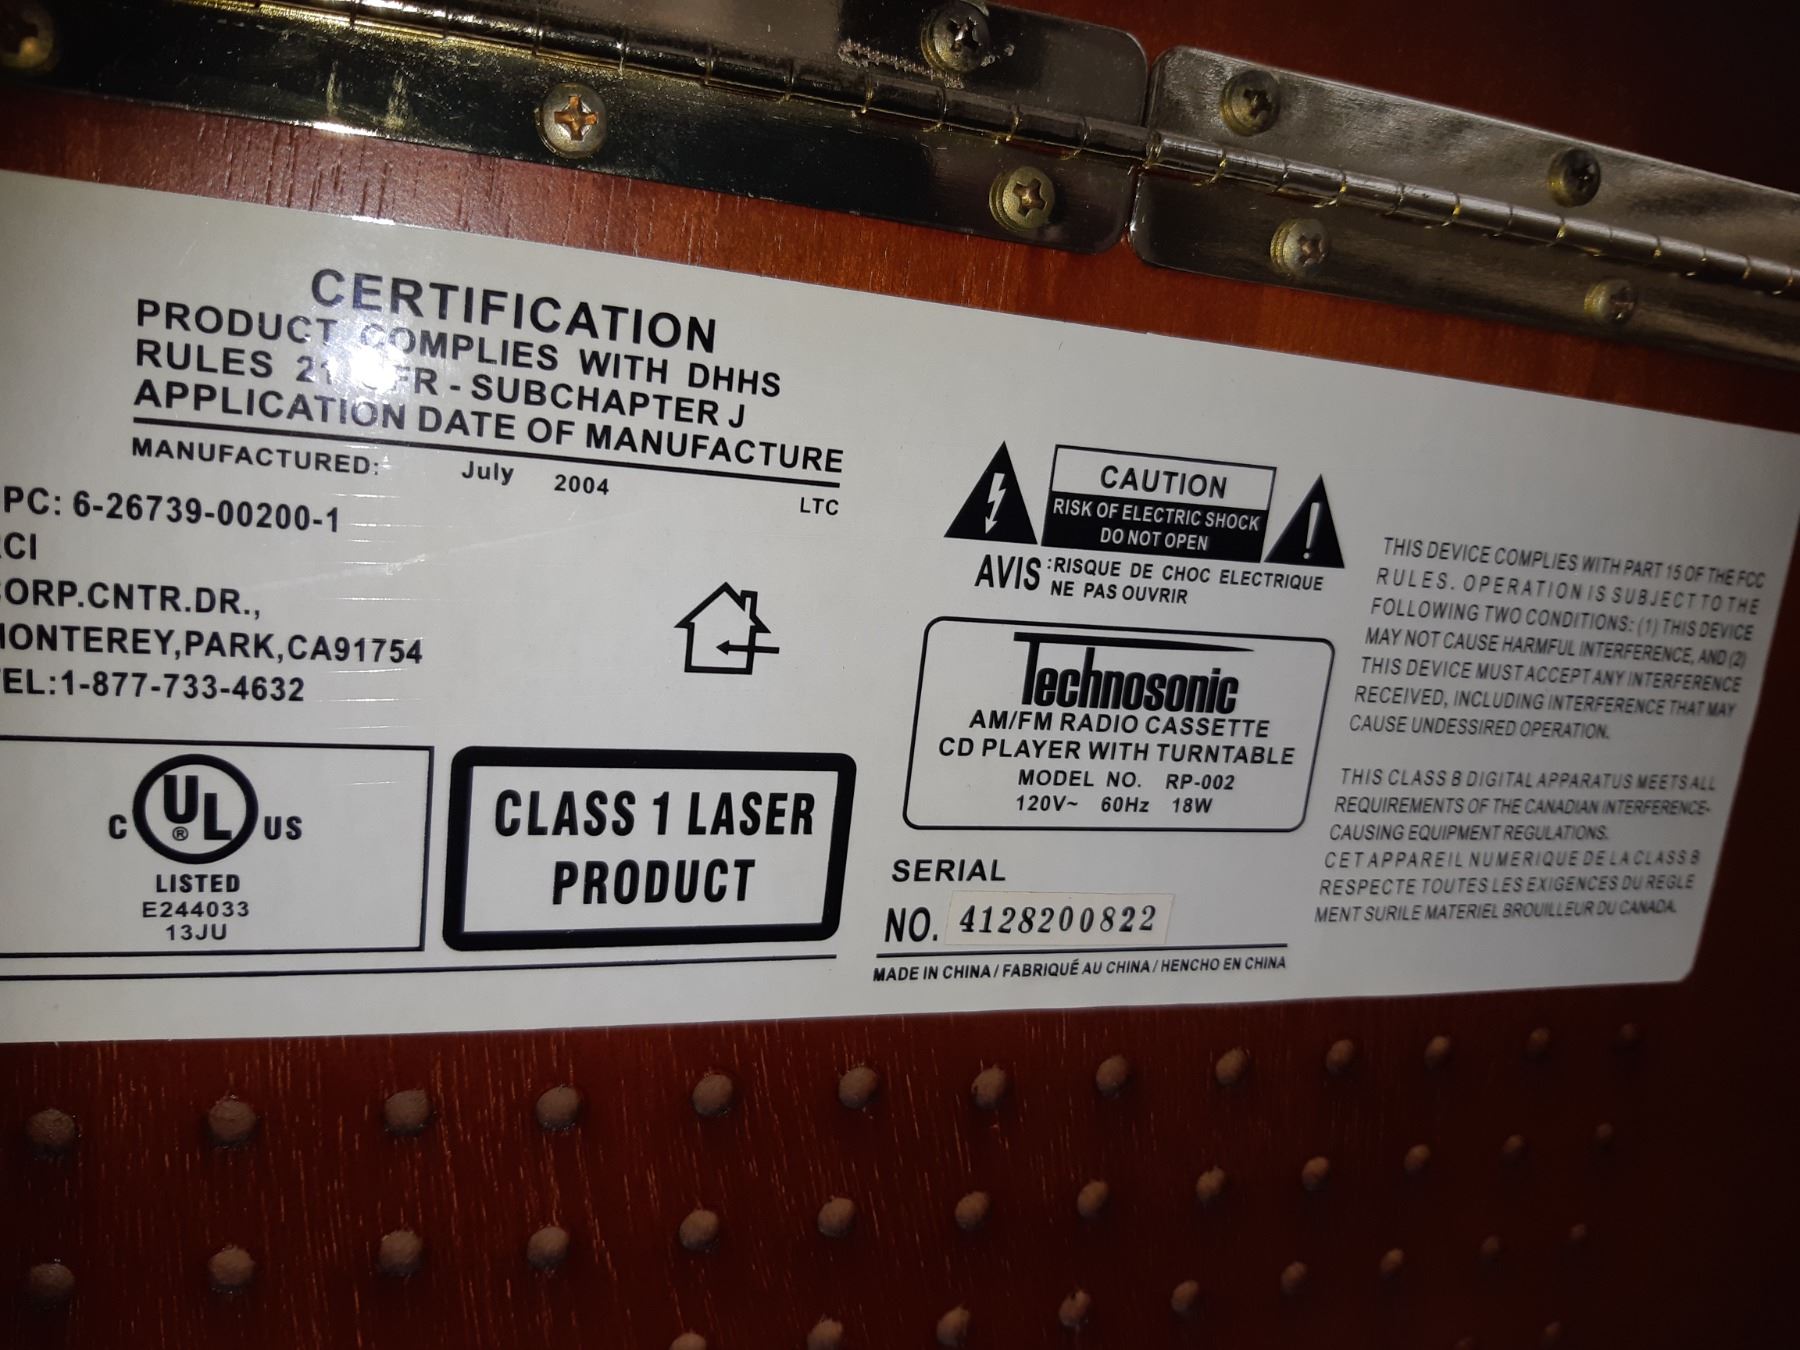 CERTIFICATION
PRODUCT COMPLIES WITH DHHS
RULES 21 CFR - SUBCHAPTER J
APPLICATION DATE OF MANUFACTURE
MANUFACTURED: July 2004
LTC
PC: 6-26739-00200-1
CI
ORP.CNTR.DR.,
ONTEREY,PARK,CA91754
EL:1-877-733-4632
C UL ® US
LISTED
E244033
13JU
CLASS 1 LASER
PRODUCT
CAUTION
RISK OF ELECTRIC SHOCK
DO NOT OPEN
AVIS :RISQUE DE CHOC ELECTRIQUE
NE PAS OUVRIR
Technosonic
AM/FM RADIO CASSETTE
CD PLAYER WITH TURNTABLE
MODEL NO. RP-002
120V~ 60Hz 18W
SERIAL
NO. 4128200822
MADE IN CHINA / FABRIQUÉ AU CHINA / HENCHO EN CHINA
THIS DEVICE COMPLIES WITH PART 15 OF THE FCC
RULES. OPERATION IS SUBJECT TO THE
FOLLOWING TWO CONDITIONS: (1) THIS DEVICE
MAY NOT CAUSE HARMFUL INTERFERENCE, AND (2)
THIS DEVICE MUST ACCEPT ANY INTERFERENCE
RECEIVED, INCLUDING INTERFERENCE THAT MAY
CAUSE UNDESSIRED OPERATION.
THIS CLASS B DIGITAL APPARATUS MEETS ALL
REQUIREMENTS OF THE CANADIAN INTERFERENCE-
CAUSING EQUIPMENT REGULATIONS.
CET APPAREIL NUMERIQUE DE LA CLASS B
RESPECTE TOUTES LES EXIGENCES DU REGLE
MENT SURILE MATERIEL BROUILLEUR DU CANADA.